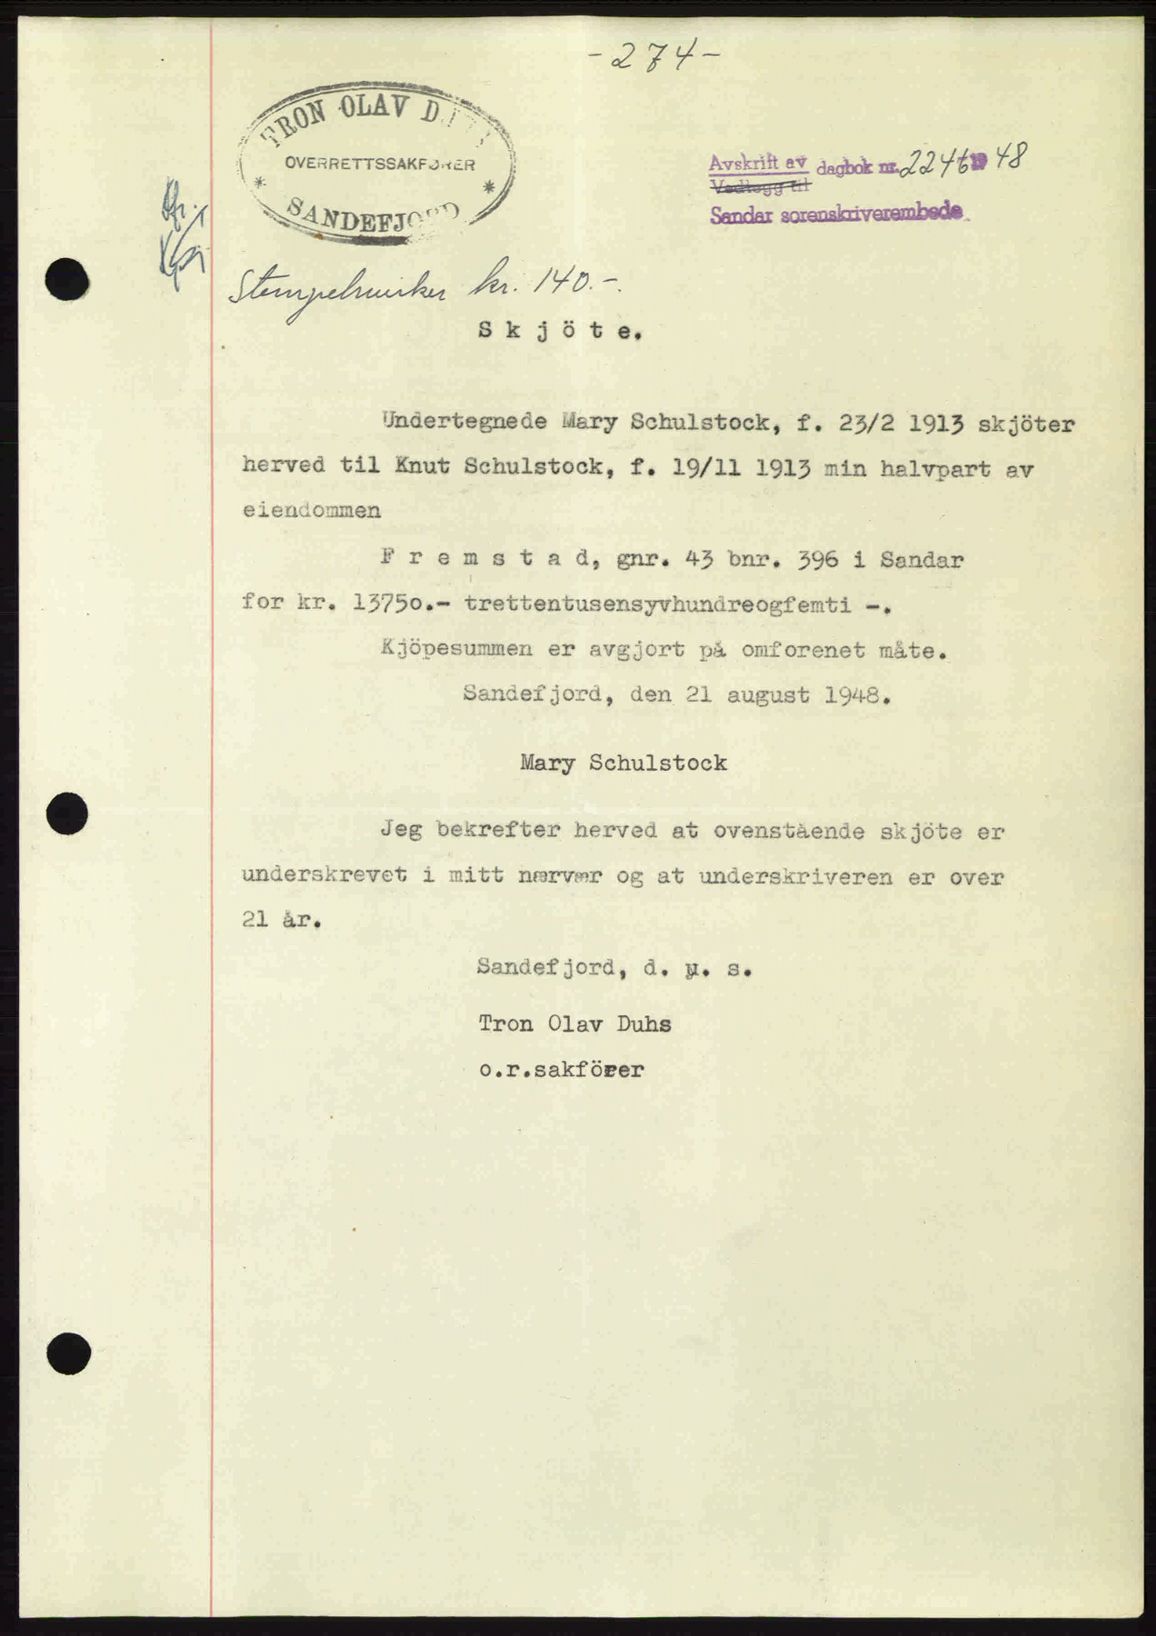 - 274 -
TRON OLAV
OVERRETTSSAKFØRER
* SANDEFJORD *
Avskrift av dagbok nr. 2246 19 48
Vedlegg til
Sandar sorenskriverembede.
Stempelmerker kr. 140.-.
S k j ö t e.
Undertegnede Mary Schulstock, f. 23/2 1913 skjöter
herved til Knut Schulstock, f. 19/11 1913 min halvpart av
eiendommen
F r e m s t a d, gnr. 43 bnr. 396 i Sandar
for kr. 13750.- trettentusensyvhundreogfemti -.
Kjöpesummen er avgjort på omforenet måte.
Sandefjord, den 21 august 1948.
Mary Schulstock
Jeg bekrefter herved at ovenstående skjöte er
underskrevet i mitt nærvær og at underskriveren er over
21 år.
Sandefjord, d. u. s.
Tron Olav Duhs
o.r.sakförer